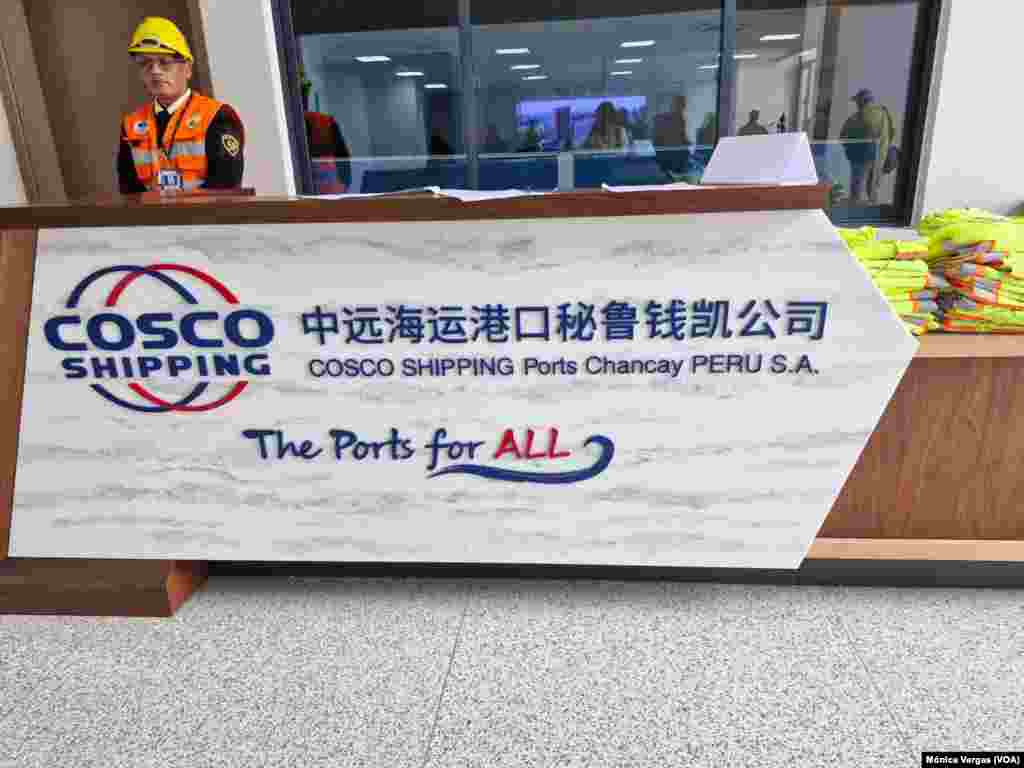 COSCO
SHIPPING
中远海运港口秘鲁钱凯公司
COSCO SHIPPING Ports Chancay PERU S.A.
The Ports for ALL
Mónica Vergas (VOA)